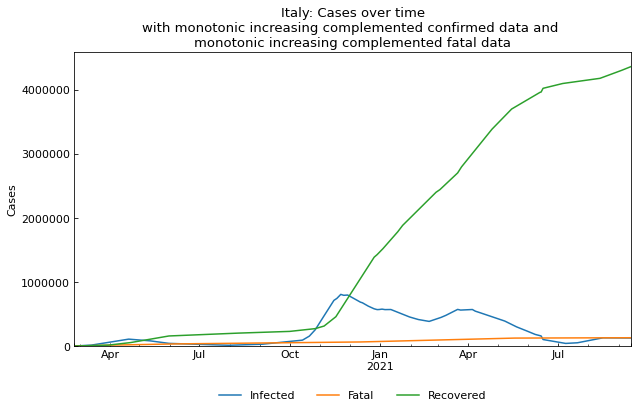 Italy: Cases over time
with monotonic increasing complemented confirmed data and
monotonic increasing complemented fatal data
Cases
4000000
3000000
2000000
1000000
0
Apr Jul Oct Jan Apr Jul
2021
Infected Fatal Recovered